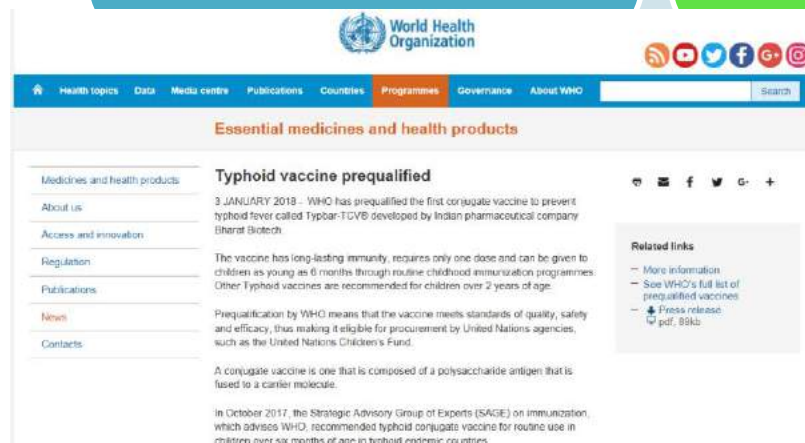 World Health
Organization
Health topics
Data
Media centre
Publications
Countries
Programmes
Governance
About WHO
Search
Essential medicines and health products
Medicines and health products
About us
Access and innovation
Regulation
Publications
News
Contacts
Typhoid vaccine prequalified
3 JANUARY 2018 - WHO has prequalified the first conjugate vaccine to prevent
typhoid fever called Typbar-TCV® developed by Indian pharmaceutical company
Bharat Biotech.
The vaccine has long-lasting immunity, requires only one dose and can be given to
children as young as 6 months through routine childhood immunization programmes.
Other Typhoid vaccines are recommended for children over 2 years of age.
Prequalification by WHO means that the vaccine meets standards of quality, safety
and efficacy, thus making it eligible for procurement by United Nations agencies,
such as the United Nations Children's Fund.
A conjugate vaccine is one that is composed of a polysaccharide antigen that is
fused to a carrier molecule.
In October 2017, the Strategic Advisory Group of Experts (SAGE) on immunization,
which advises WHO, recommended typhoid conjugate vaccine for routine use in
children over six months of age in typhoid endemic countries.
Related links
– More information
– See WHO's full list of
prequalified vaccines
– Press release
pdf, 89kb